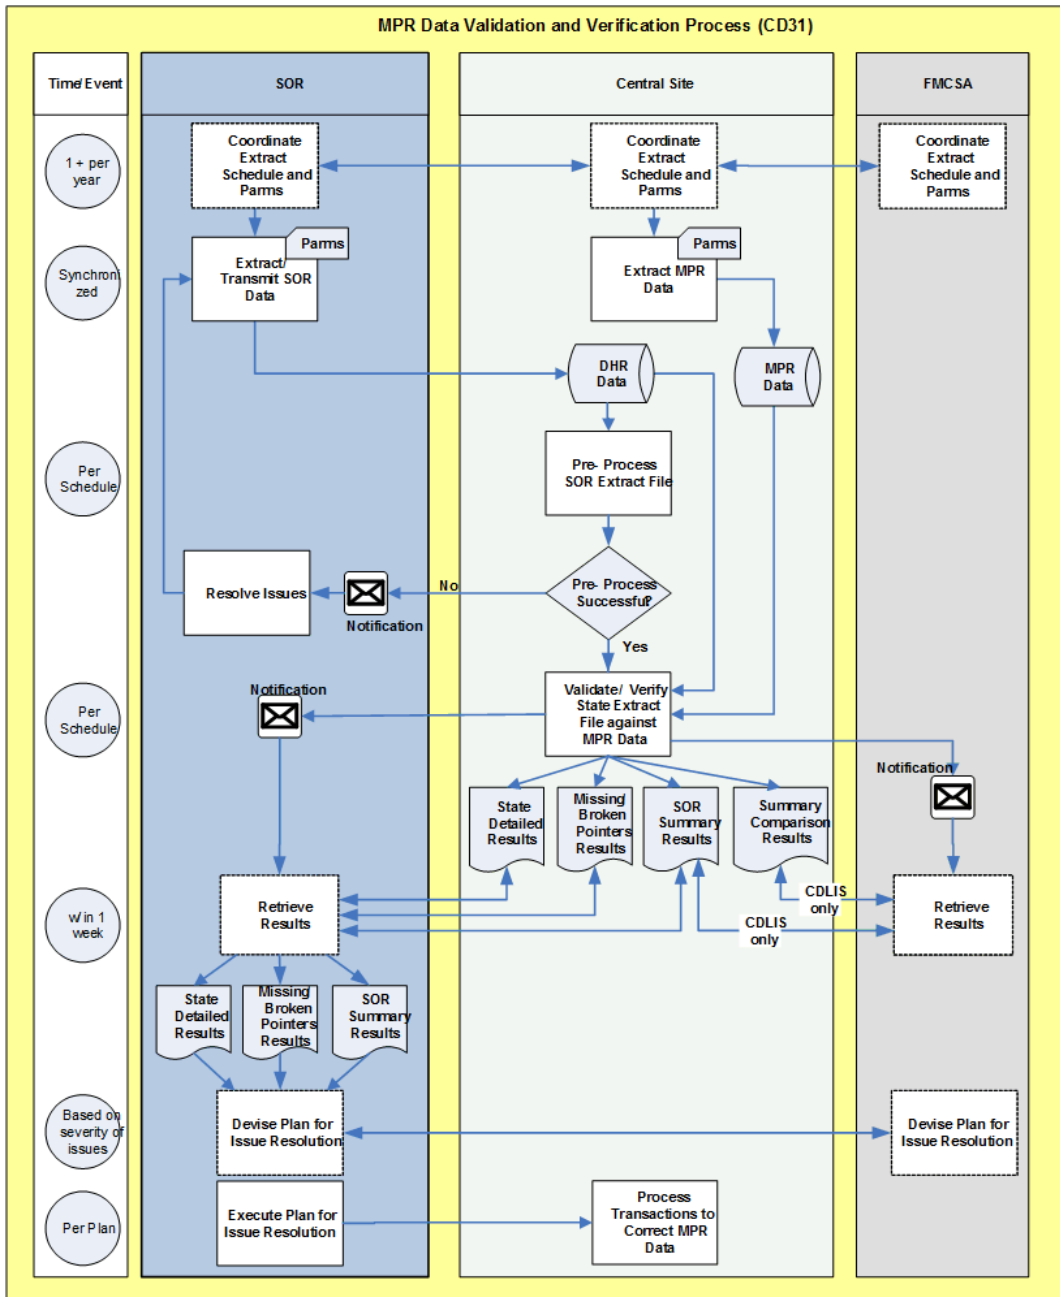 MPR Data Validation and Verification Process (CD31)
Time/Event
SOR
Central Site
FMCSA
1 + per
year
Coordinate
Extract
Schedule and
Parms
Coordinate
Extract
Schedule and
Parms
Coordinate
Extract
Schedule and
Parms
Synchroni
zed
Parms
Extract/
Transmit SOR
Data
Parms
Extract MPR
Data
DHR
Data
MPR
Data
Per
Schedule
Pre- Process
SOR Extract File
Pre- Process
Successful?
No
Notification
Resolve Issues
Yes
Per
Schedule
Notification
Validate/ Verify
State Extract
File against
MPR Data
Notification
State
Detailed
Results
Missing/
Broken
Pointers
Results
SOR
Summary
Results
Summary
Comparison
Results
w/in 1
week
Retrieve
Results
CDLIS
only
CDLIS
only
Retrieve
Results
State
Detailed
Results
Missing/
Broken
Pointers
Results
SOR
Summary
Results
Based on
severity of
issues
Devise Plan for
Issue Resolution
Devise Plan for
Issue Resolution
Per Plan
Execute Plan for
Issue Resolution
Process
Transactions to
Correct MPR
Data